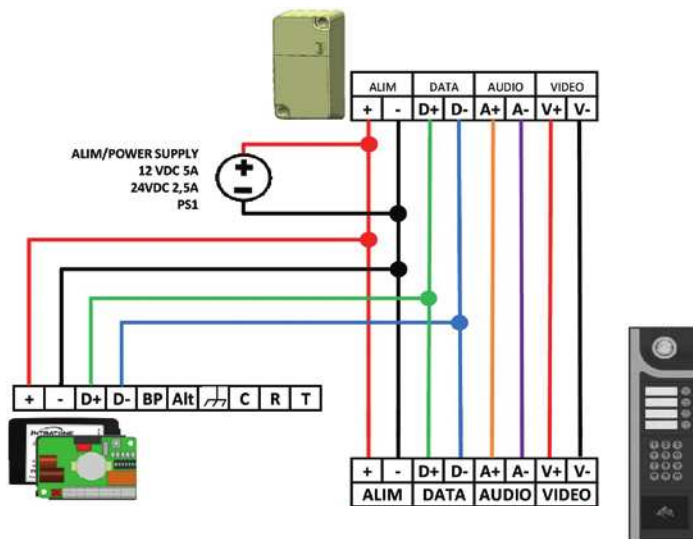 ALIM DATA AUDIO VIDEO
+ - D+ D- A+ A- V+ V-
ALIM/POWER SUPPLY
12 VDC 5A
24VDC 2,5A
PS1
+
−
+ - D+ D- BP Alt C R T
INTRATONE
+ - D+ D- A+ A- V+ V-
ALIM DATA AUDIO VIDEO